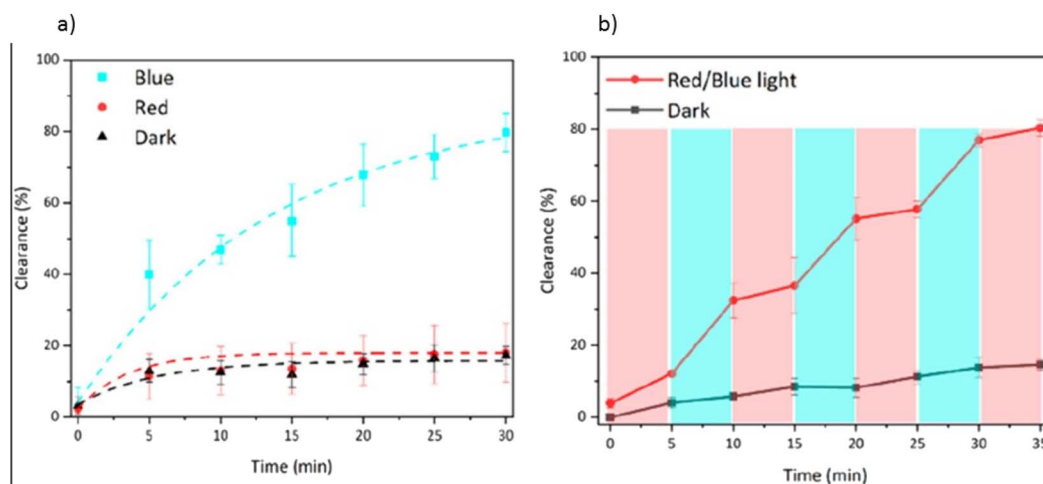 a)
100
80
60
40
20
0
Clearance (%)
Blue
Red
Dark
0 5 10 15 20 25 30
Time (min)
b)
100
80
60
40
20
0
Clearance (%)
Red/Blue light
Dark
0 5 10 15 20 25 30 35
Time (min)